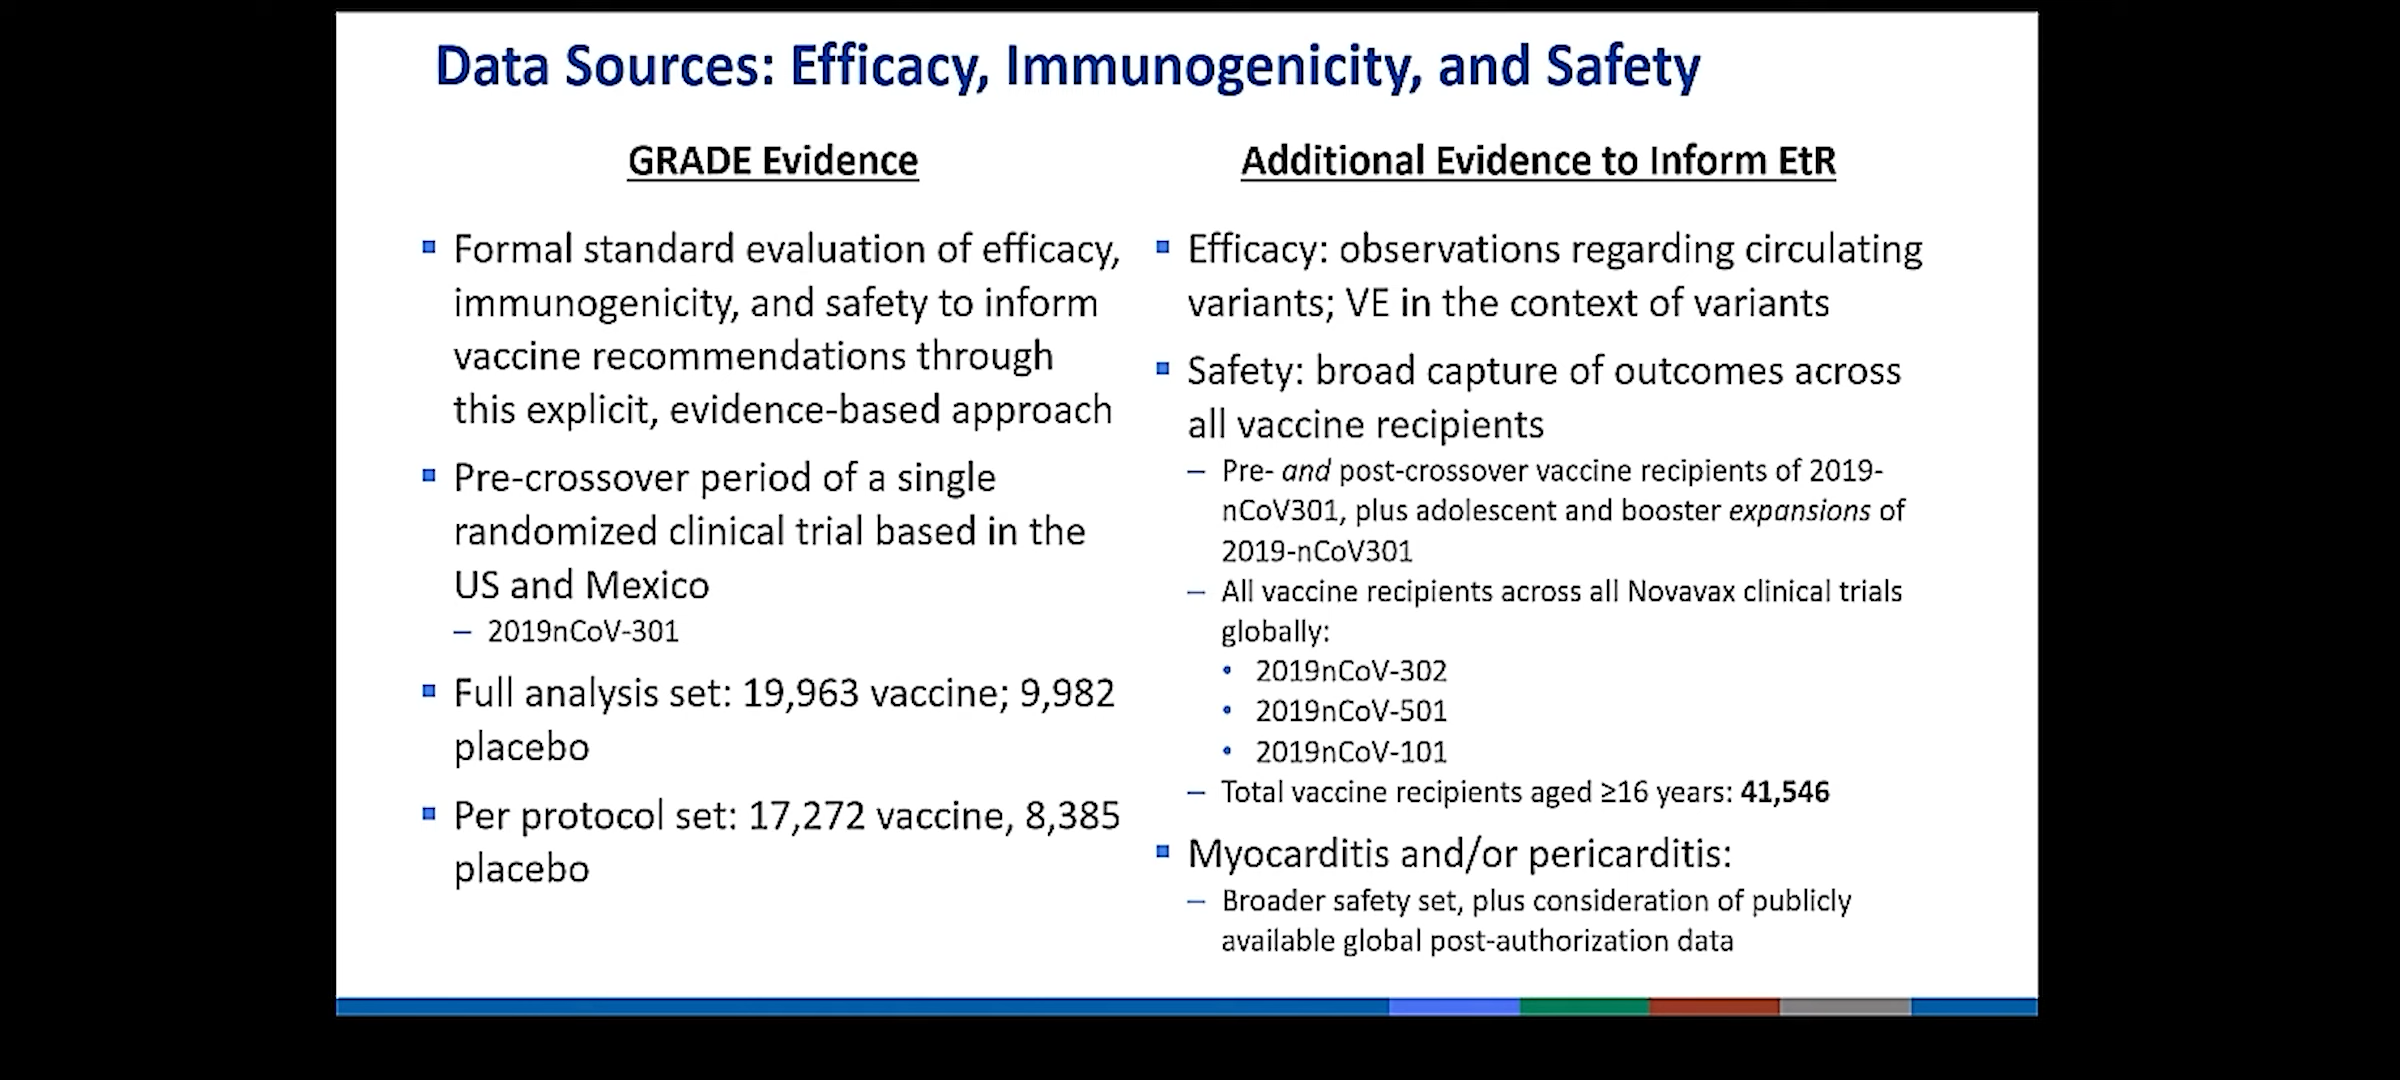 Data Sources: Efficacy, Immunogenicity, and Safety
GRADE Evidence
Formal standard evaluation of efficacy,
immunogenicity, and safety to inform
vaccine recommendations through
this explicit, evidence-based approach
Pre-crossover period of a single
randomized clinical trial based in the
US and Mexico
– 2019nCoV-301
Full analysis set: 19,963 vaccine; 9,982
placebo
Per protocol set: 17,272 vaccine, 8,385
placebo
Additional Evidence to Inform EtR
Efficacy: observations regarding circulating
variants; VE in the context of variants
Safety: broad capture of outcomes across
all vaccine recipients
– Pre- and post-crossover vaccine recipients of 2019-
nCoV301, plus adolescent and booster expansions of
2019-nCoV301
– All vaccine recipients across all Novavax clinical trials
globally:
• 2019nCoV-302
• 2019nCoV-501
• 2019nCoV-101
– Total vaccine recipients aged ≥16 years: 41,546
Myocarditis and/or pericarditis:
– Broader safety set, plus consideration of publicly
available global post-authorization data